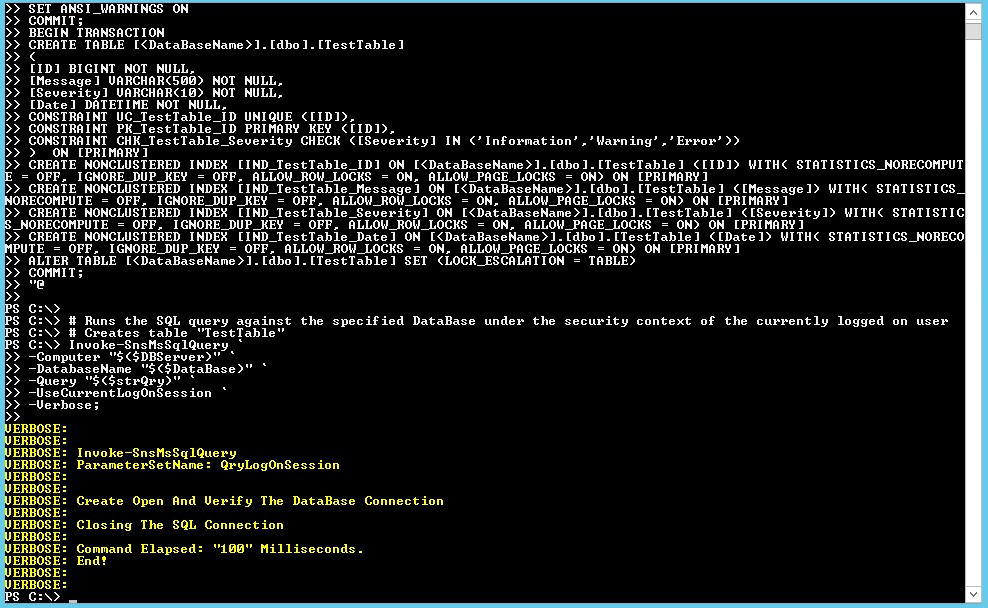 >> SET ANSI_WARNINGS ON
>> COMMIT;
>> BEGIN TRANSACTION
>> CREATE TABLE [<DataBaseName>].[dbo].[TestTable]
>> (
>> [ID] BIGINT NOT NULL,
>> [Message] VARCHAR(500) NOT NULL,
>> [Severity] VARCHAR(10) NOT NULL,
>> [Date] DATETIME NOT NULL,
>> CONSTRAINT UC_TestTable_ID UNIQUE ([ID]),
>> CONSTRAINT PK_TestTable_ID PRIMARY KEY ([ID]),
>> CONSTRAINT CHK_TestTable_Severity CHECK ([Severity] IN ('Information','Warning','Error'))
>> )  ON [PRIMARY]
>> CREATE NONCLUSTERED INDEX [IND_TestTable_ID] ON [<DataBaseName>].[dbo].[TestTable] ([ID]) WITH( STATISTICS_NORECOMPUT
E = OFF, IGNORE_DUP_KEY = OFF, ALLOW_ROW_LOCKS = ON, ALLOW_PAGE_LOCKS = ON) ON [PRIMARY]
>> CREATE NONCLUSTERED INDEX [IND_TestTable_Message] ON [<DataBaseName>].[dbo].[TestTable] ([Message]) WITH( STATISTICS_
NORECOMPUTE = OFF, IGNORE_DUP_KEY = OFF, ALLOW_ROW_LOCKS = ON, ALLOW_PAGE_LOCKS = ON) ON [PRIMARY]
>> CREATE NONCLUSTERED INDEX [IND_TestTable_Severity] ON [<DataBaseName>].[dbo].[TestTable] ([Severity]) WITH( STATISTIC
S_NORECOMPUTE = OFF, IGNORE_DUP_KEY = OFF, ALLOW_ROW_LOCKS = ON, ALLOW_PAGE_LOCKS = ON) ON [PRIMARY]
>> CREATE NONCLUSTERED INDEX [IND_TestTable_Date] ON [<DataBaseName>].[dbo].[TestTable] ([Date]) WITH( STATISTICS_NORECO
MPUTE = OFF, IGNORE_DUP_KEY = OFF, ALLOW_ROW_LOCKS = ON, ALLOW_PAGE_LOCKS = ON) ON [PRIMARY]
>> ALTER TABLE [<DataBaseName>].[dbo].[TestTable] SET (LOCK_ESCALATION = TABLE)
>> COMMIT;
>> "@
>>
PS C:\>
PS C:\> # Runs the SQL query against the specified DataBase under the security context of the currently logged on user
PS C:\> # Creates table "TestTable"
PS C:\> Invoke-SnsMsSqlQuery `
>> -Computer "$($DBServer)" `
>> -DatabaseName "$($DataBase)" `
>> -Query "$($strQry)" `
>> -UseCurrentLogOnSession `
>> -Verbose;
>>
VERBOSE:
VERBOSE:
VERBOSE: Invoke-SnsMsSqlQuery
VERBOSE: ParameterSetName: QryLogOnSession
VERBOSE:
VERBOSE:
VERBOSE: Create Open And Verify The DataBase Connection
VERBOSE:
VERBOSE: Closing The SQL Connection
VERBOSE:
VERBOSE: Command Elapsed: "100" Milliseconds.
VERBOSE: End!
VERBOSE:
VERBOSE:
PS C:\> _